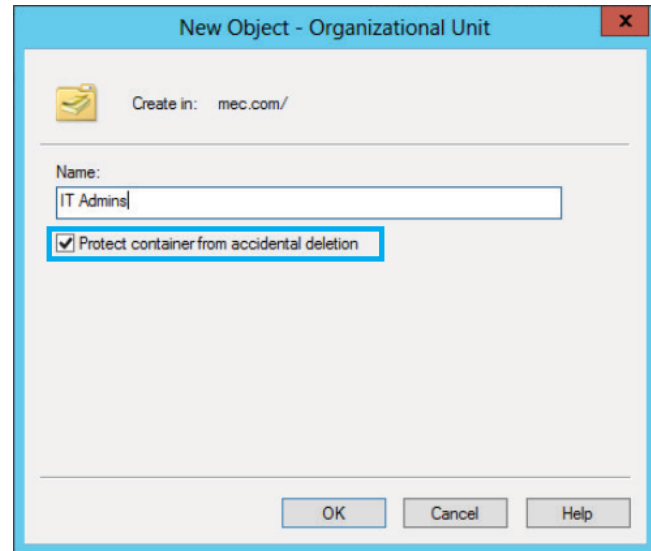 New Object - Organizational Unit
x
Create in: mec.com/
Name:
IT Admins
Protect container from accidental deletion
OK Cancel Help